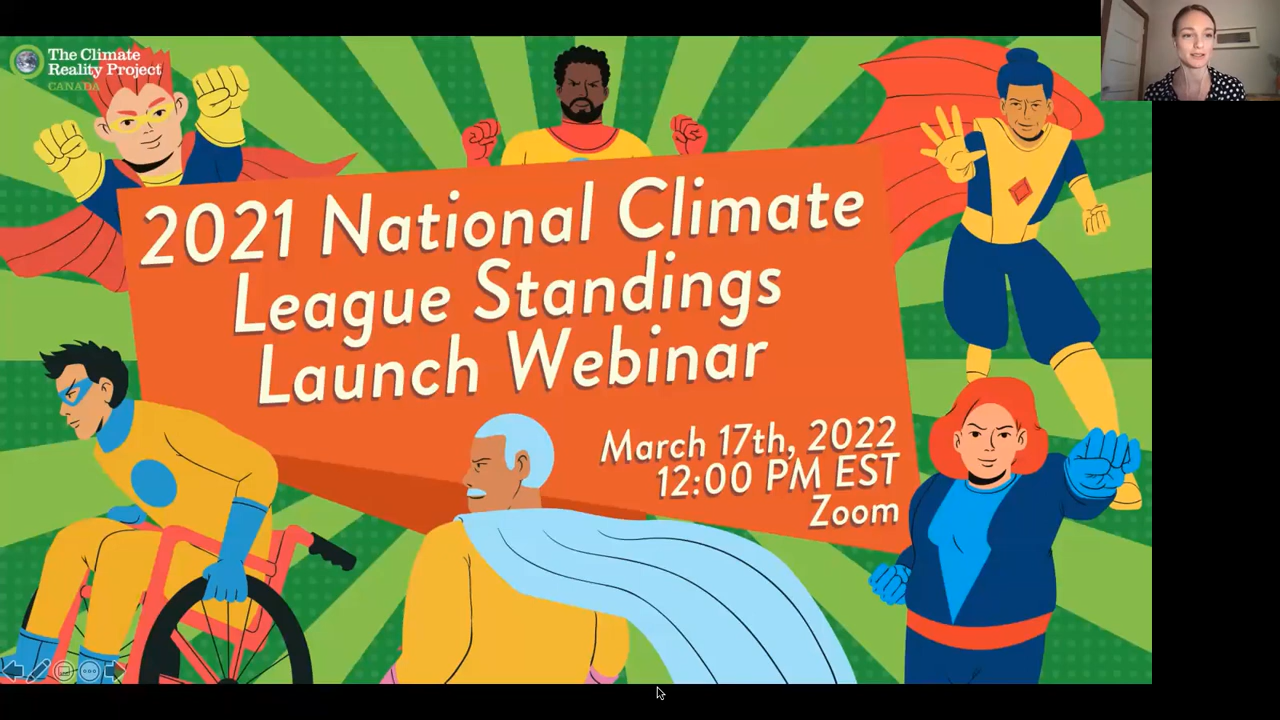 The Climate
Reality Project
CANADA
2021 National Climate
League Standings
Launch Webinar
March 17th, 2022
12:00 PM EST
Zoom